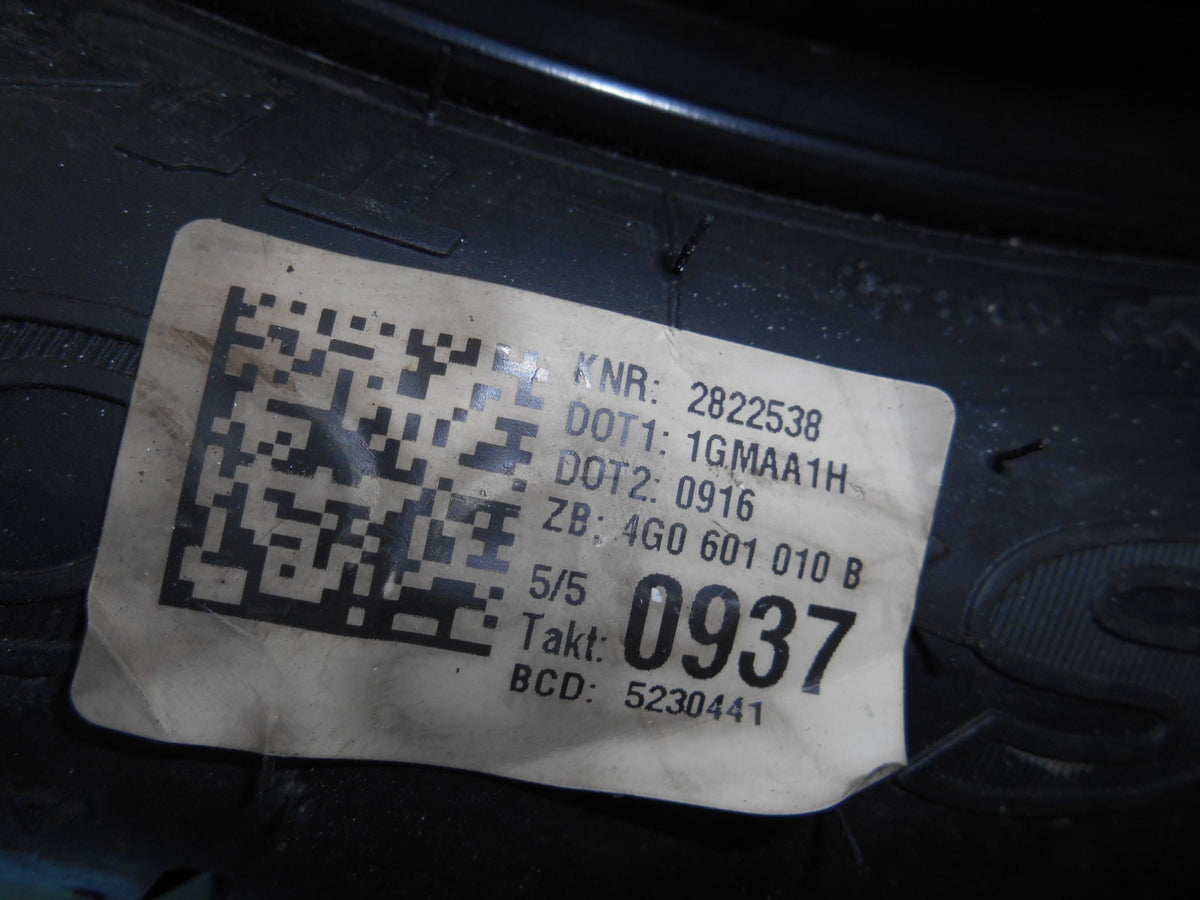 KNR: 2822538
DOT1: 1GMAA1H
DOT2: 0916
ZB: 4G0 601 010 B
5/5
Takt: 0937
BCD: 5230441